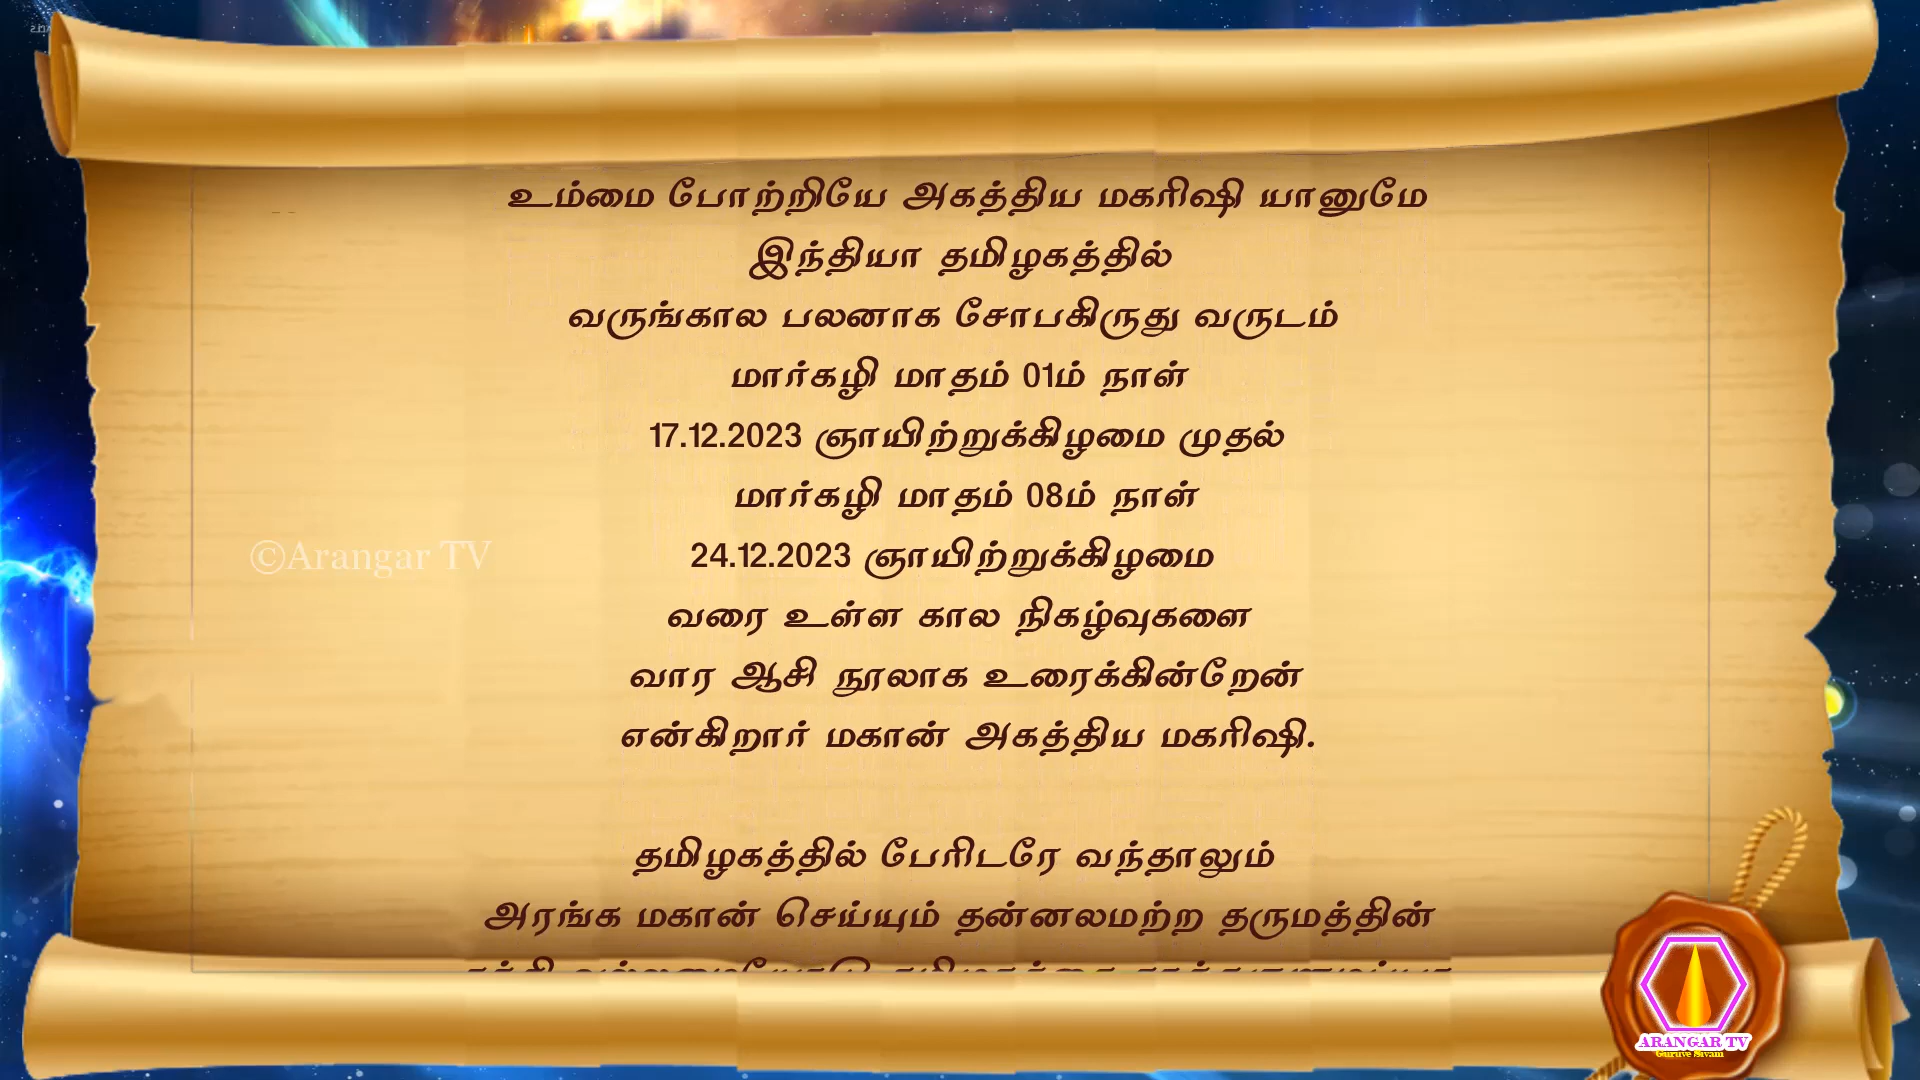 உம்மை போற்றியே அகத்திய மகரிஷி யானுமே
இந்தியா தமிழகத்தில்
வருங்கால பலனாக சோபகிருது வருடம்
மார்கழி மாதம் 01ம் நாள்
17.12.2023 ஞாயிற்றுக்கிழமை முதல்
மார்கழி மாதம் 08ம் நாள்
24.12.2023 ஞாயிற்றுக்கிழமை
©Arangar TV
வரை உள்ள கால நிகழ்வுகளை
வார ஆசி நூலாக உரைக்கின்றேன்
என்கிறார் மகான் அகத்திய மகரிஷி.
தமிழகத்தில் பேரிடரே வந்தாலும்
அரங்க மகான் செய்யும் தன்னலமற்ற தருமத்தின்
ARANGAR TV
Guruve Sivam